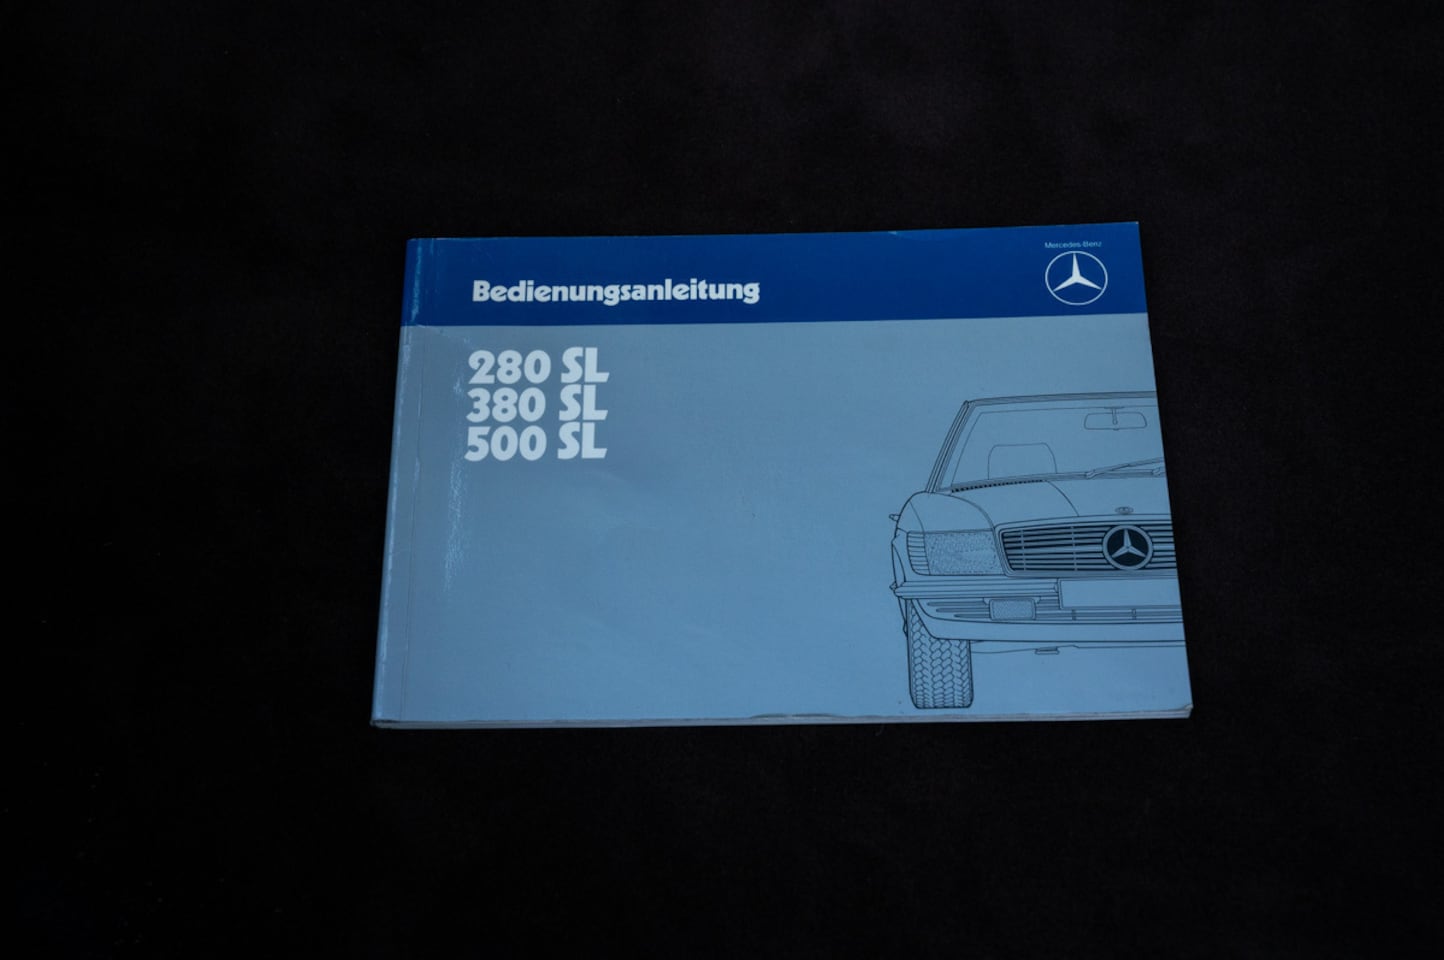 Mercedes-Benz
Bedienungsanleitung
280 SL
380 SL
500 SL